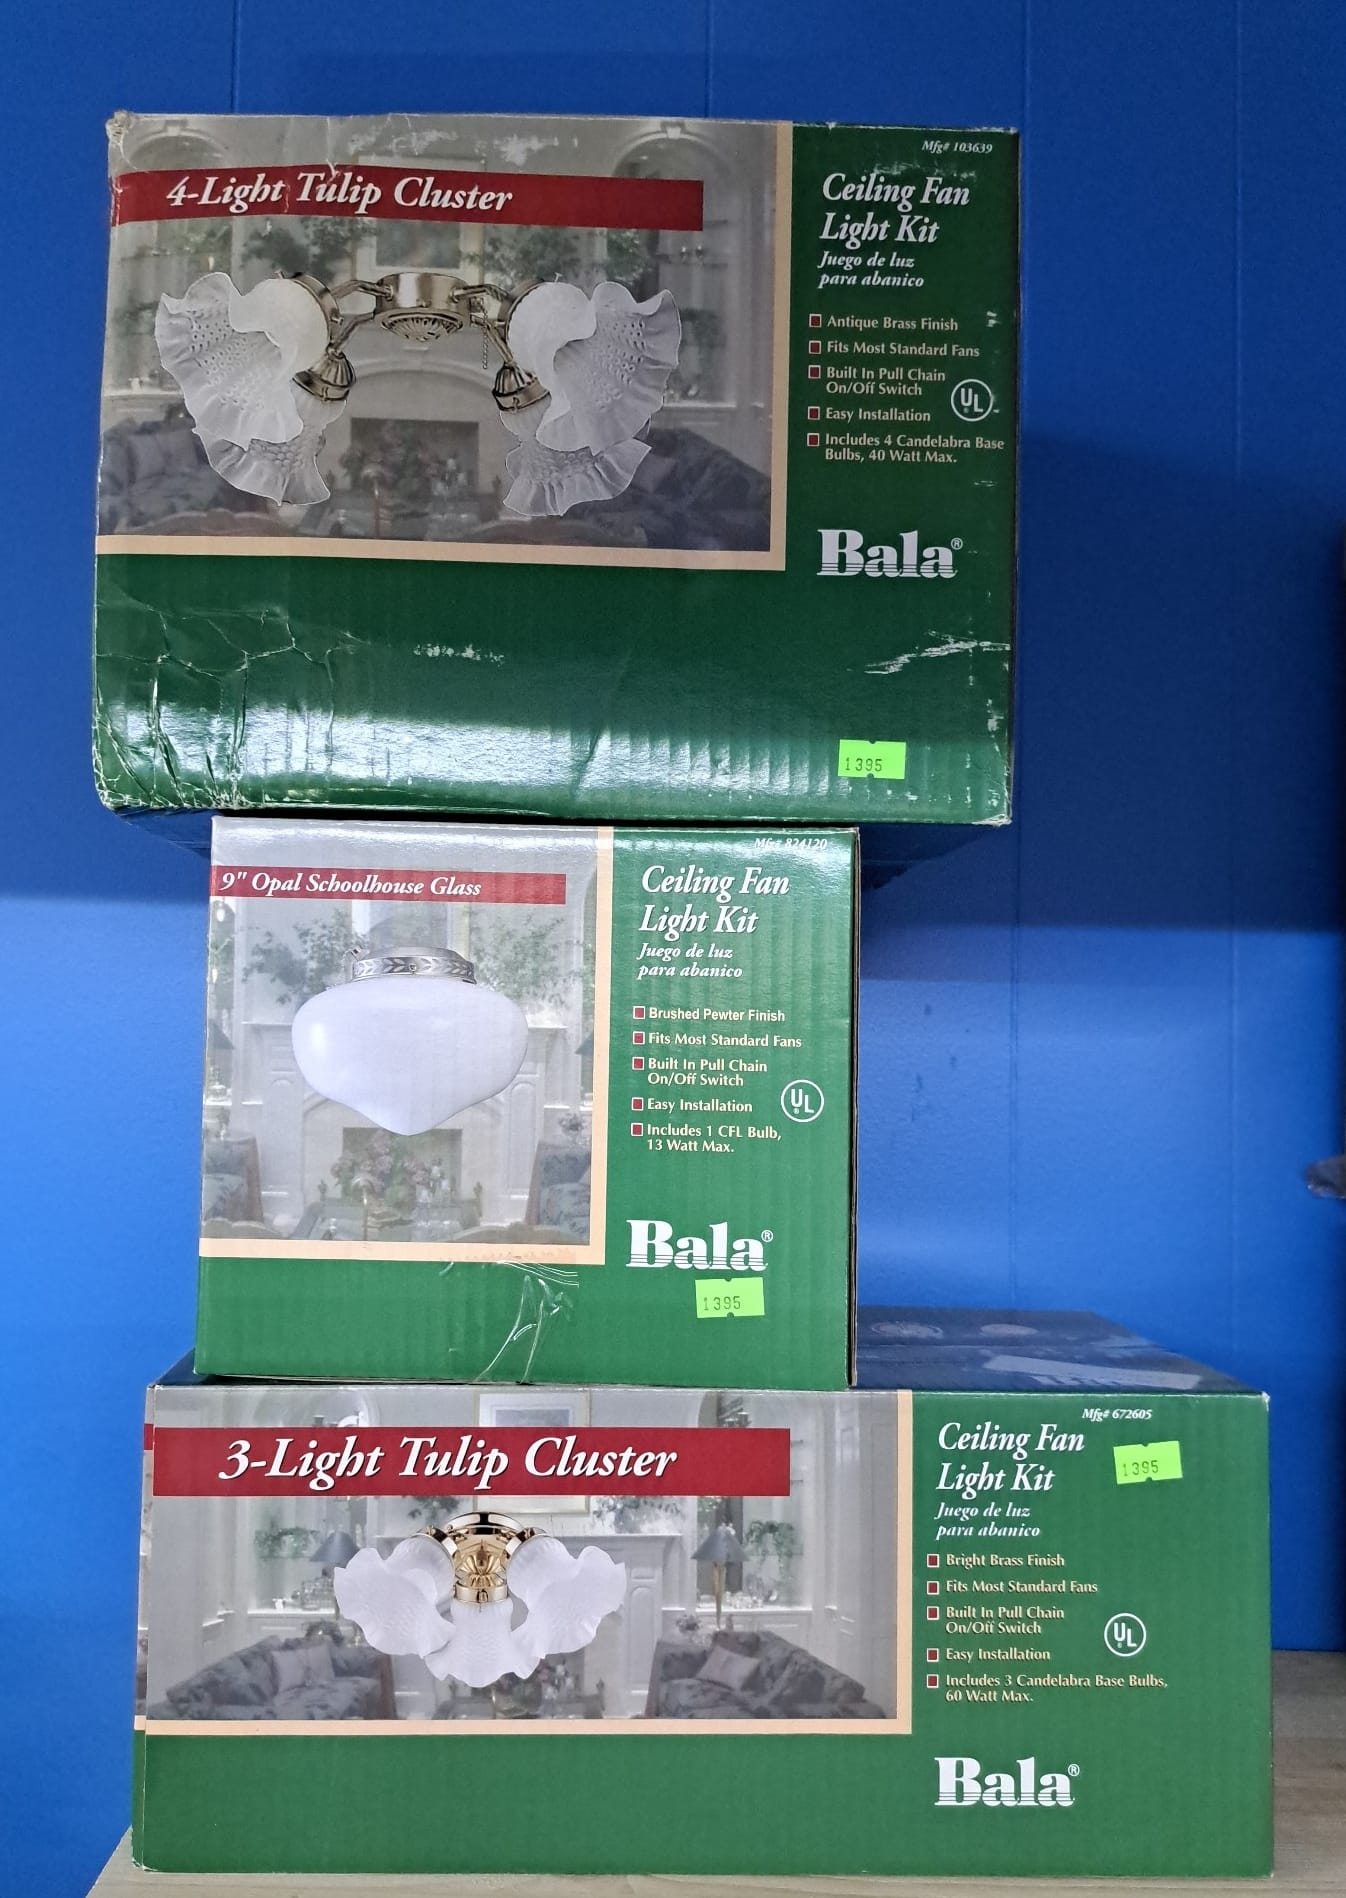 Mfg# 103639
4-Light Tulip Cluster
Ceiling Fan
Light Kit
Juego de luz
para abanico
Antique Brass Finish
Fits Most Standard Fans
Built In Pull Chain
On/Off Switch
UL
Easy Installation
Includes 4 Candelabra Base
Bulbs, 40 Watt Max.
Bala®
1395
Mfg# 824120
9" Opal Schoolhouse Glass
Ceiling Fan
Light Kit
Juego de luz
para abanico
Brushed Pewter Finish
Fits Most Standard Fans
Built In Pull Chain
On/Off Switch
UL
Easy Installation
Includes 1 CFL Bulb,
13 Watt Max.
Bala®
1395
Mfg# 672605
3-Light Tulip Cluster
Ceiling Fan
Light Kit
1395
Juego de luz
para abanico
Bright Brass Finish
Fits Most Standard Fans
Built In Pull Chain
On/Off Switch
UL
Easy Installation
Includes 3 Candelabra Base Bulbs,
60 Watt Max.
Bala®